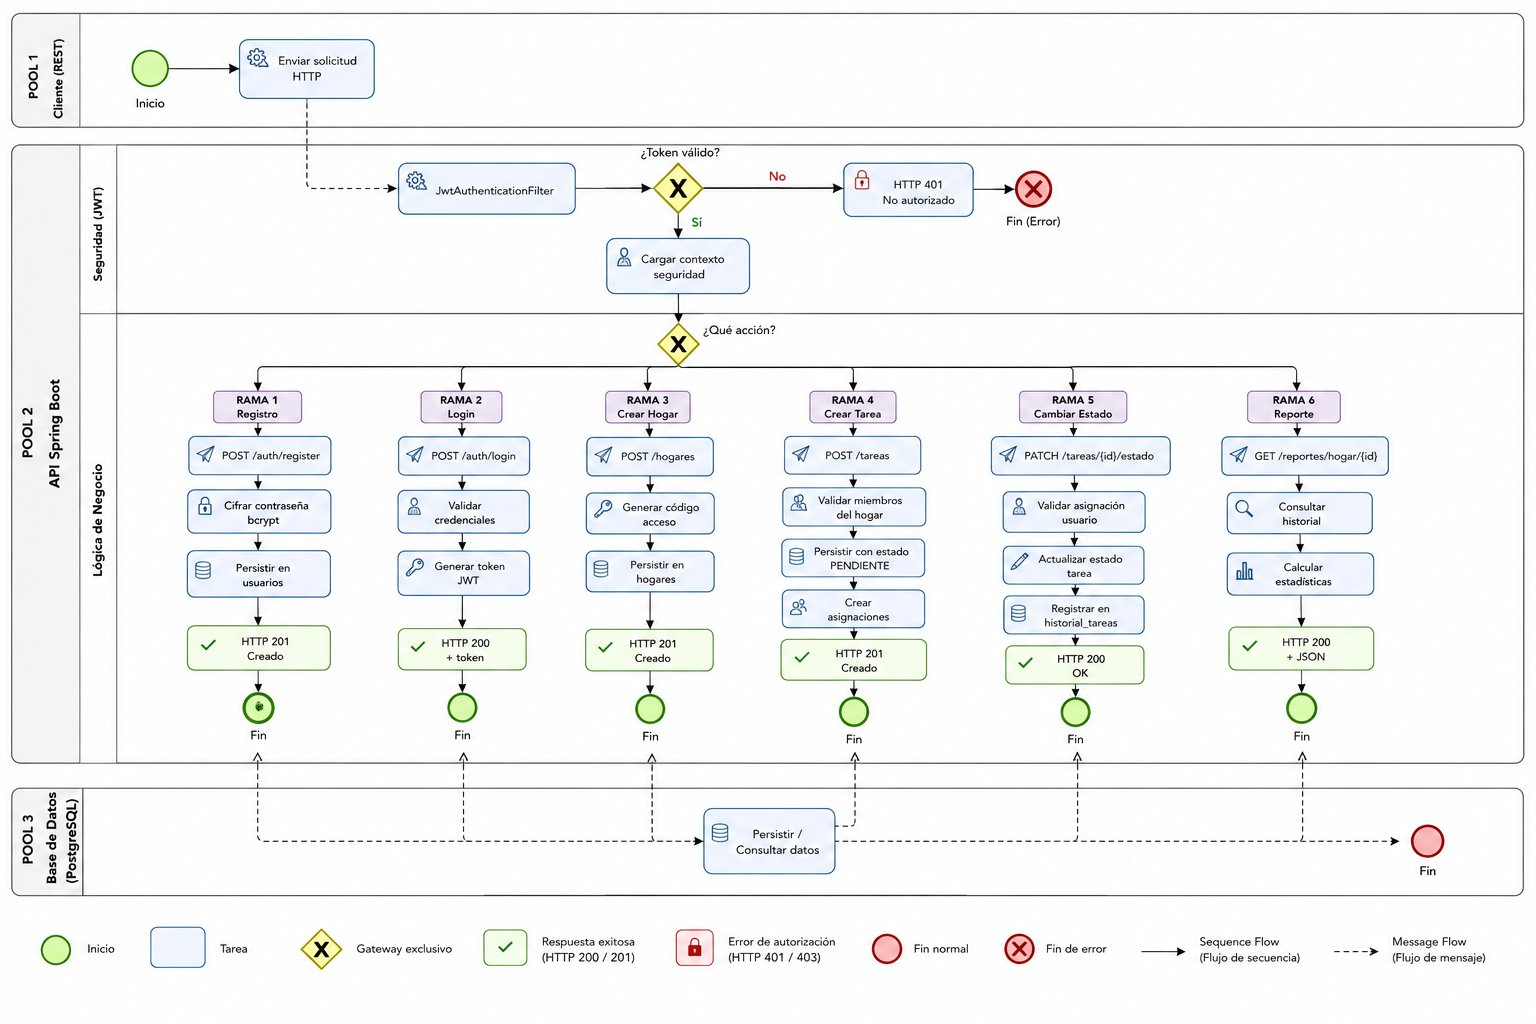 POOL 1
Cliente (REST)
Inicio
Enviar solicitud
HTTP
POOL 2
API Spring Boot
Seguridad (JWT)
JwtAuthenticationFilter
¿Token válido?
X
No
HTTP 401
No autorizado
Fin (Error)
Sí
Cargar contexto
seguridad
Lógica de Negocio
¿Qué acción?
X
RAMA 1
Registro
POST /auth/register
Cifrar contraseña
bcrypt
Persistir en
usuarios
HTTP 201
Creado
Fin
RAMA 2
Login
POST /auth/login
Validar
credenciales
Generar token
JWT
HTTP 200
+ token
Fin
RAMA 3
Crear Hogar
POST /hogares
Generar código
acceso
Persistir en
hogares
HTTP 201
Creado
Fin
RAMA 4
Crear Tarea
POST /tareas
Validar miembros
del hogar
Persistir con estado
PENDIENTE
Crear
asignaciones
HTTP 201
Creado
Fin
RAMA 5
Cambiar Estado
PATCH /tareas/{id}/estado
Validar asignación
usuario
Actualizar estado
tarea
Registrar en
historial_tareas
HTTP 200
OK
Fin
RAMA 6
Reporte
GET /reportes/hogar/{id}
Consultar
historial
Calcular
estadísticas
HTTP 200
+ JSON
Fin
POOL 3
Base de Datos
(PostgreSQL)
Persistir /
Consultar datos
Fin
Inicio
Tarea
X
Gateway exclusivo
Respuesta exitosa
(HTTP 200 / 201)
Error de autorización
(HTTP 401 / 403)
Fin normal
Fin de error
Sequence Flow
(Flujo de secuencia)
Message Flow
(Flujo de mensaje)